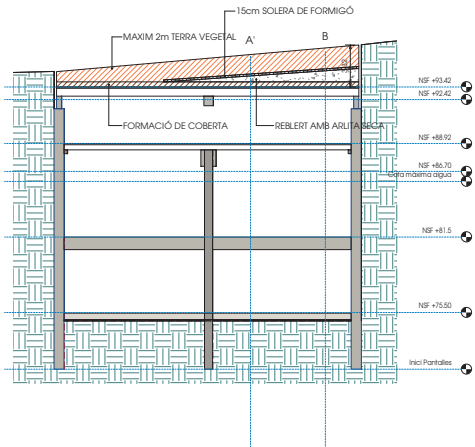 15cm SOLERA DE FORMIGÓ
MAXIM 2m TERRA VEGETAL
A'
B
NSF +93.42
NSF +92.42
FORMACIÓ DE COBERTA
REBLERT AMB ARLITA SECA
NSF +88.92
NSF +86.70
Cota màxima aigua
NSF +81.5
NSF +75.50
Inici Pantalles